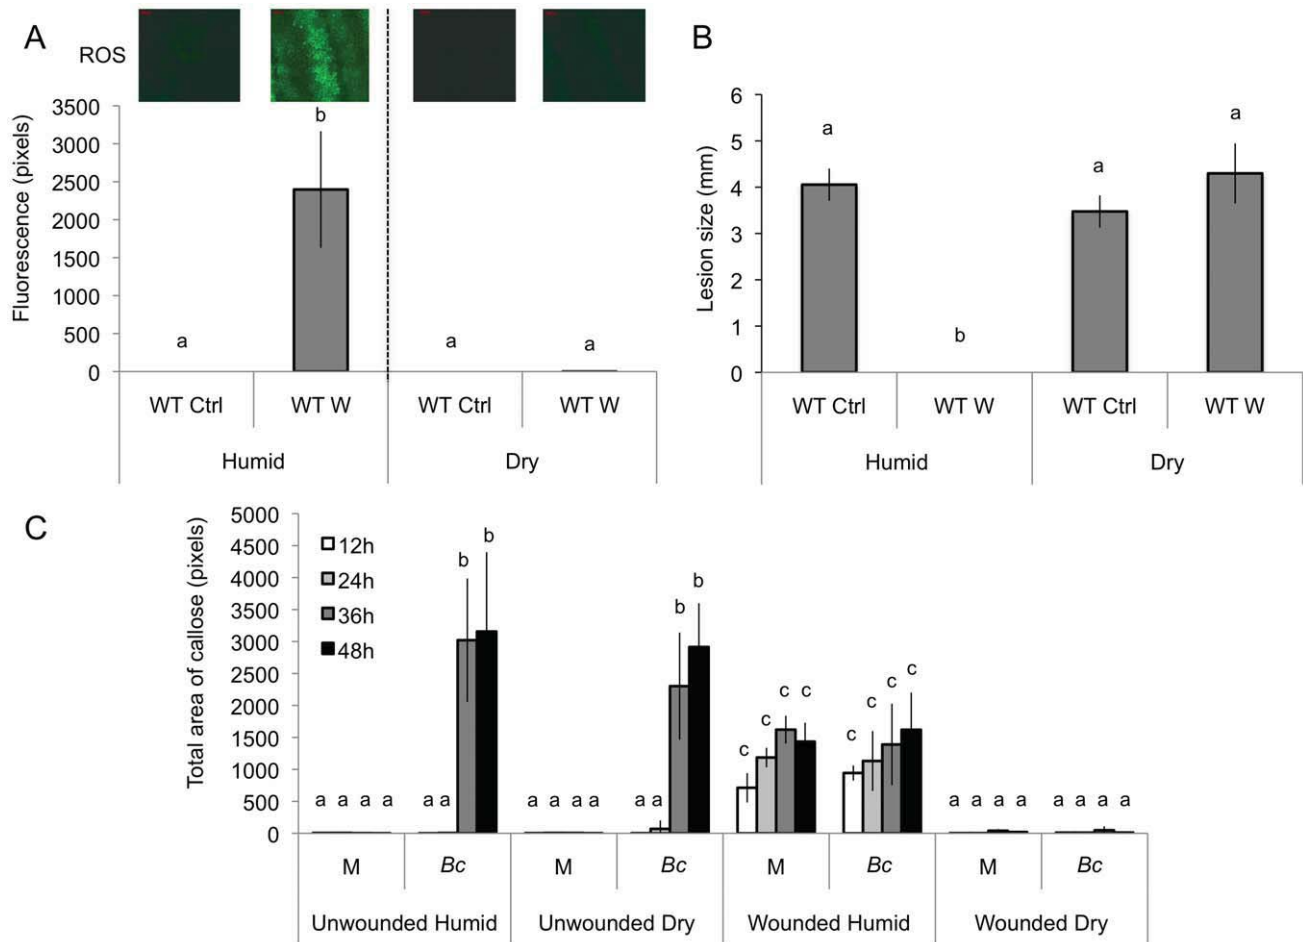 A
ROS
Fluorescence (pixels)
3500
3000
2500
2000
1500
1000
500
0
a
b
a
a
WT Ctrl
WT W
WT Ctrl
WT W
Humid
Dry
B
Lesion size (mm)
6
5
4
3
2
1
0
a
b
a
a
WT Ctrl
WT W
WT Ctrl
WT W
Humid
Dry
C
Total area of callose (pixels)
5000
4500
4000
3500
3000
2500
2000
1500
1000
500
0
12h
24h
36h
48h
a a a a
a a b b
a a a a
a a b b
c c c c
c c c c
a a a a
a a a a
M
Bc
M
Bc
M
Bc
M
Bc
Unwounded Humid
Unwounded Dry
Wounded Humid
Wounded Dry